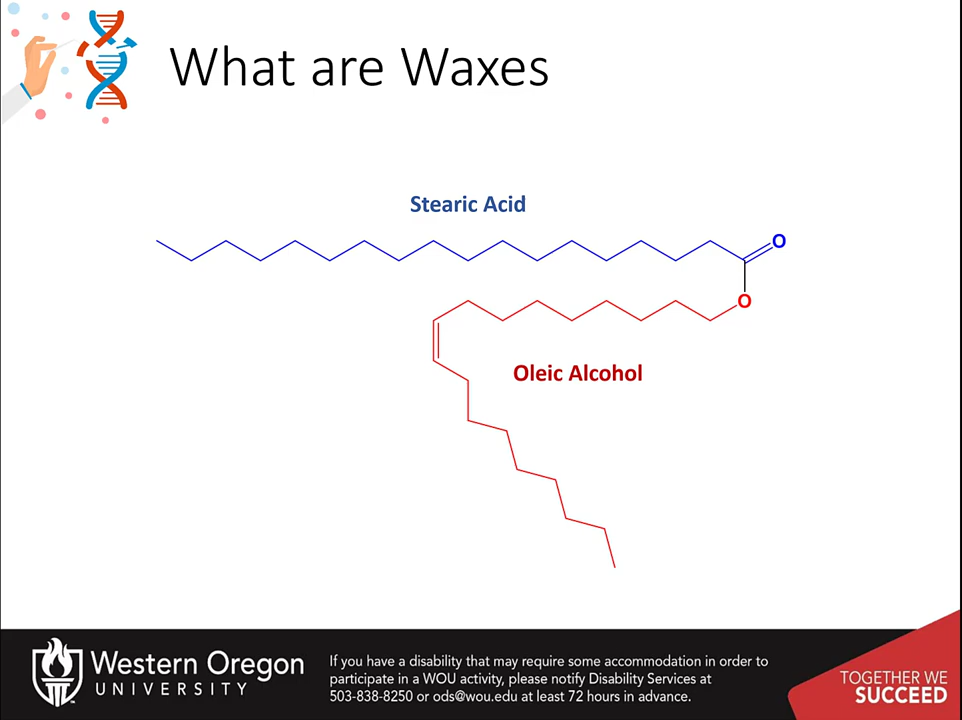 What are Waxes
Stearic Acid
O
O
Oleic Alcohol
Western Oregon
UNIVERSITY
If you have a disability that may require some accommodation in order to
participate in a WOU activity, please notify Disability Services at
503-838-8250 or ods@wou.edu at least 72 hours in advance.
TOGETHER WE
SUCCEED